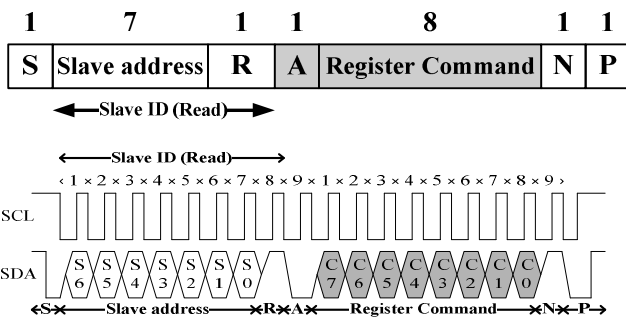 1 7 1 1 8 1 1
S Slave address R A Register Command N P
Slave ID (Read)
Slave ID (Read)
‹ 1 × 2 × 3 × 4 × 5 × 6 × 7 × 8 × 9 × 1 × 2 × 3 × 4 × 5 × 6 × 7 × 8 × 9 ›
SCL
SDA S6 S5 S4 S3 S2 S1 S0 C7 C6 C5 C4 C3 C2 C1 C0
S Slave address R A Register Command N P